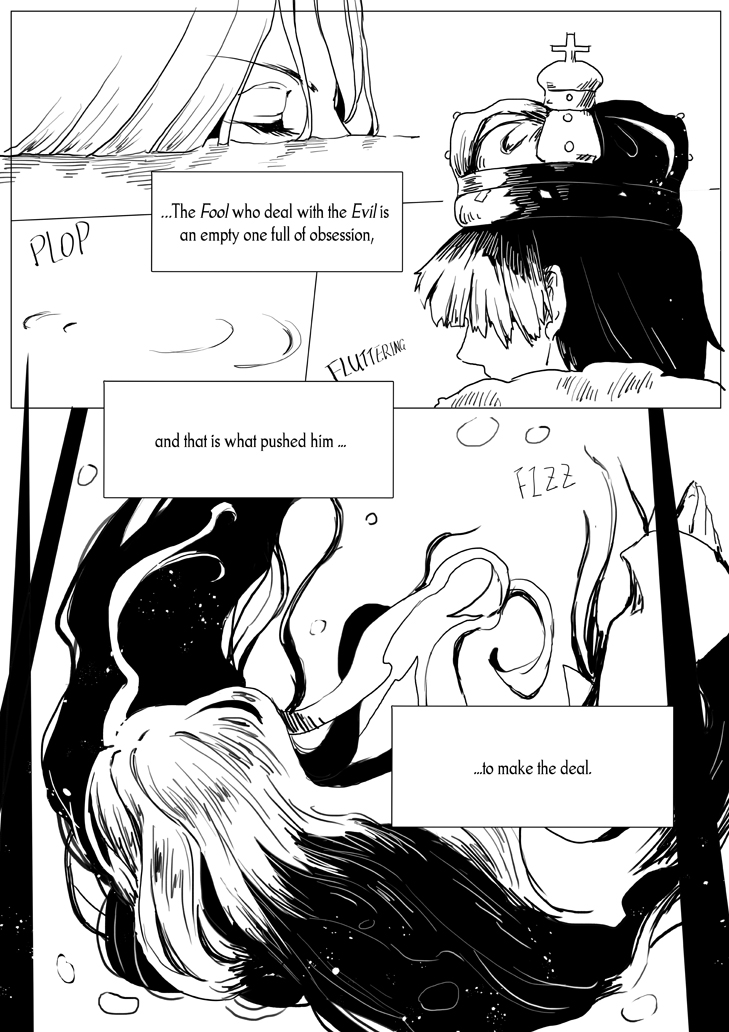 ...The Fool who deal with the Evil is
an empty one full of obsession,
PLOP
FLUTTERING
and that is what pushed him ...
FIZZ
...to make the deal.